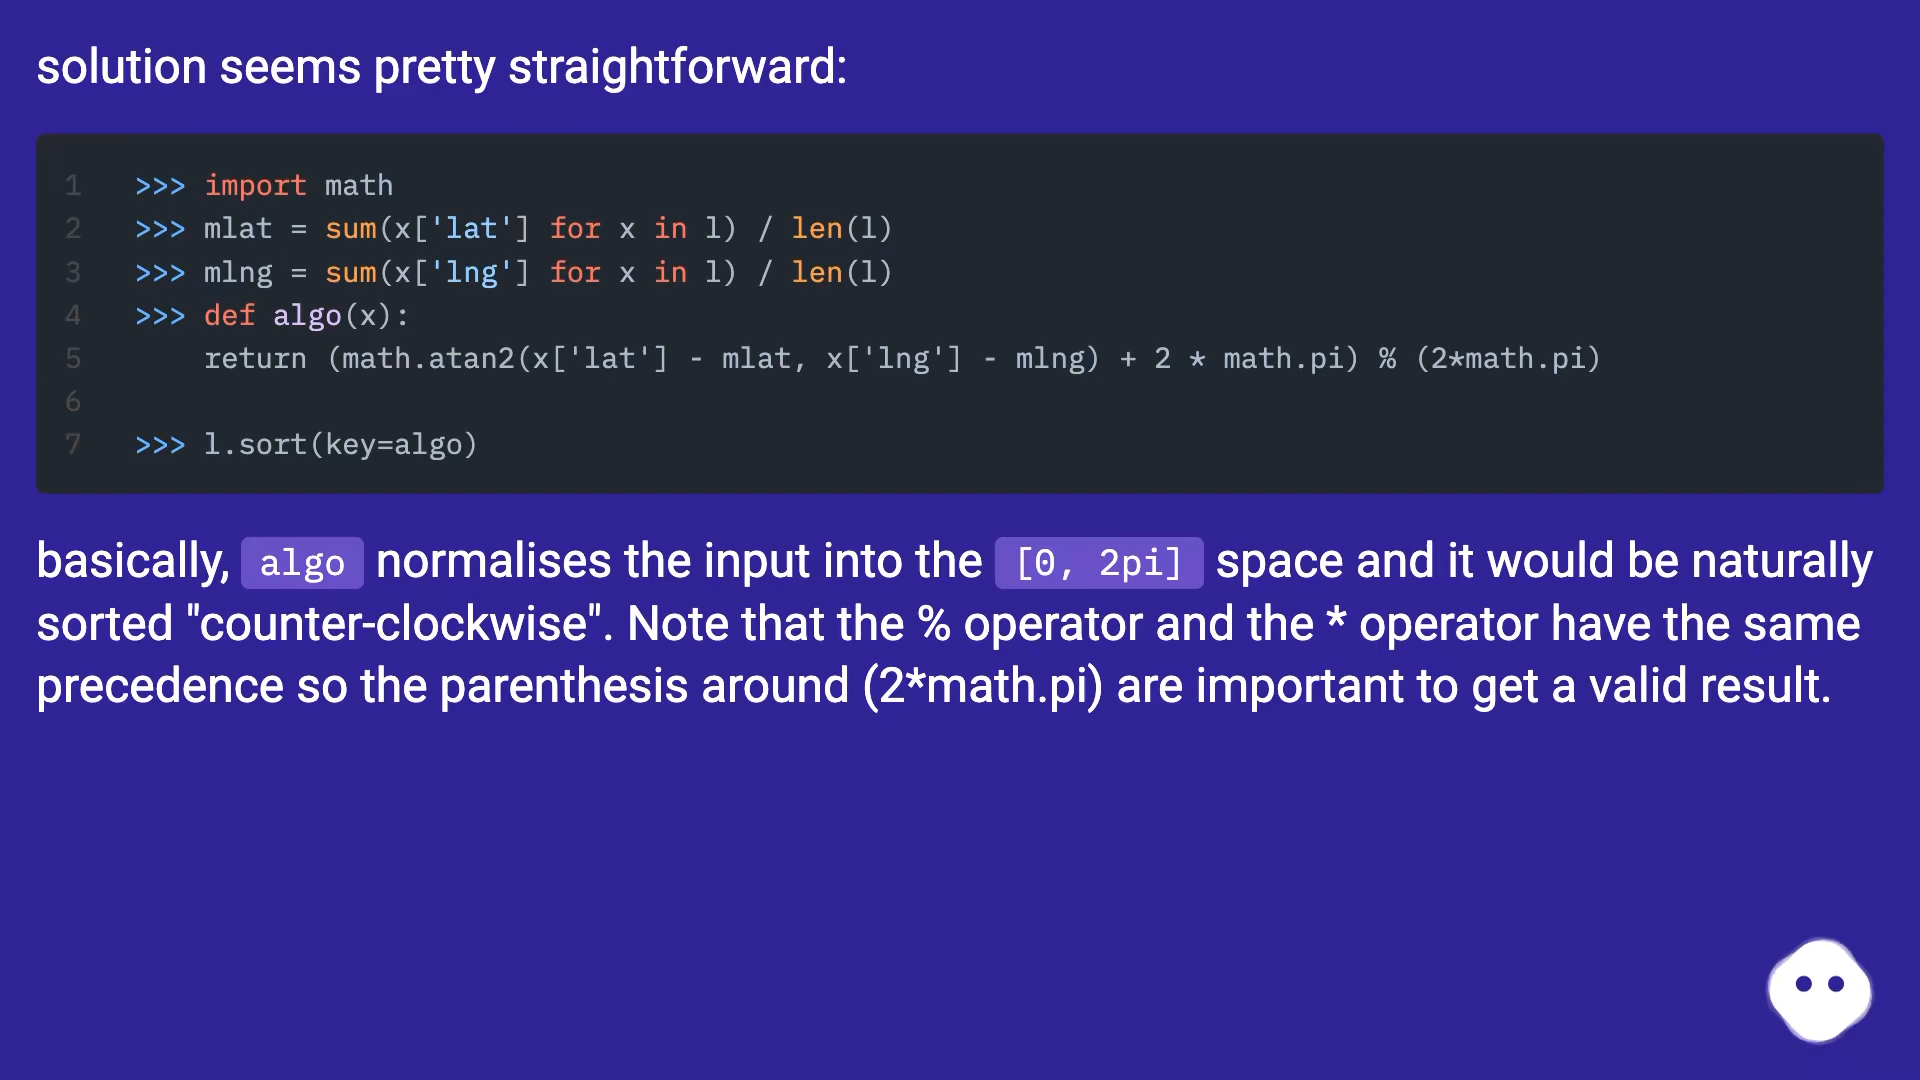 solution seems pretty straightforward:
1 >>> import math
2 >>> mlat = sum(x['lat'] for x in l) / len(l)
3 >>> mlng = sum(x['lng'] for x in l) / len(l)
4 >>> def algo(x):
5 return (math.atan2(x['lat'] - mlat, x['lng'] - mlng) + 2 * math.pi) % (2*math.pi)
6
7 >>> l.sort(key=algo)
basically, algo normalises the input into the [0, 2pi] space and it would be naturally
sorted "counter-clockwise". Note that the % operator and the * operator have the same
precedence so the parenthesis around (2*math.pi) are important to get a valid result.